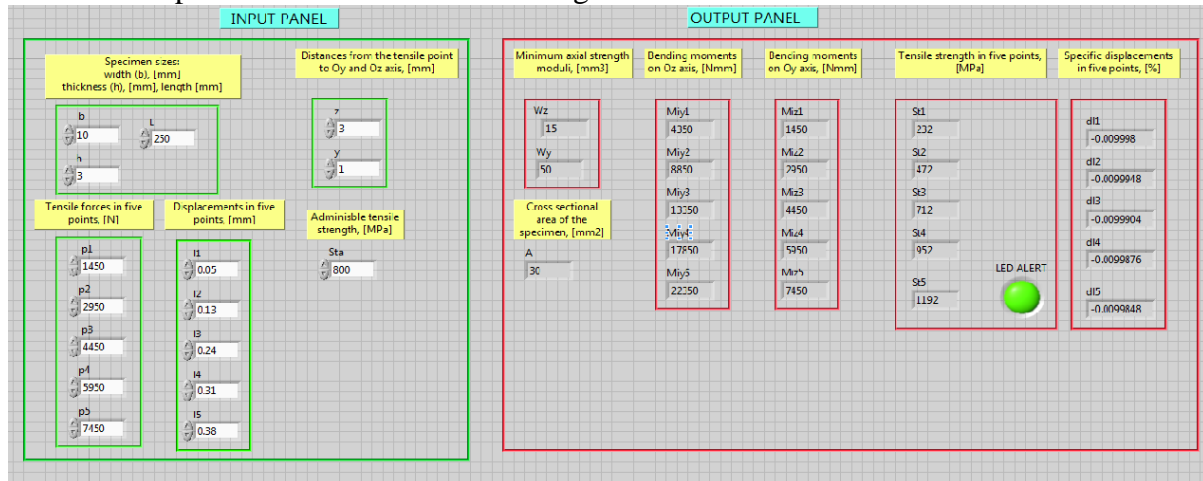 INPUT PANEL
Specimen sizes:
width (b), [mm]
thickness (h), [mm], length [mm]
b
10
L
250
h
3
Distances from the tensile point
to Oy and Oz axis, [mm]
z
3
y
1
Tensile forces in five
points, [N]
p1
1450
p2
2950
p3
4450
p4
5950
p5
7450
Displacements in five
points, [mm]
l1
0.05
l2
0.13
l3
0.24
l4
0.31
l5
0.38
Adminisble tensile
strength, [MPa]
Sta
800
OUTPUT PANEL
Minimum axial strength
moduli, [mm3]
Wz
15
Wy
50
Cross sectional
area of the
specimen, [mm2]
A
30
Bending moments
on Oz axis, [Nmm]
Miy1
4350
Miy2
8850
Miy3
13350
Miy4
17850
Miy5
22350
Bencing moments
on Oy axis, [Nmm]
Miz1
1450
Miz2
2950
Miz3
4450
Miz4
5950
Miz5
7450
Tensile strength in five points,
[MPa]
St1
232
St2
472
St3
712
St4
952
St5
1192
LED ALERT
Specific displacements
in five points, [%]
dl1
-0.009998
dl2
-0.0099948
dl3
-0.0099904
dl4
-0.0099876
dl5
-0.0099848